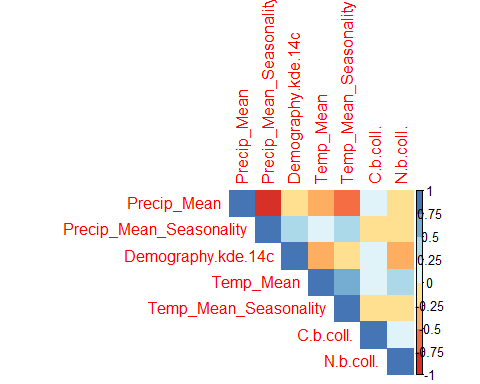 Precip_Mean
Precip_Mean_Seasonality
Demography.kde.14c
Temp_Mean
Temp_Mean_Seasonality
C.b.coll.
N.b.coll.
Precip_Mean
Precip_Mean_Seasonality
Demography.kde.14c
Temp_Mean
Temp_Mean_Seasonality
C.b.coll.
N.b.coll.
1
0.75
0.5
0.25
0
-0.25
-0.5
-0.75
-1